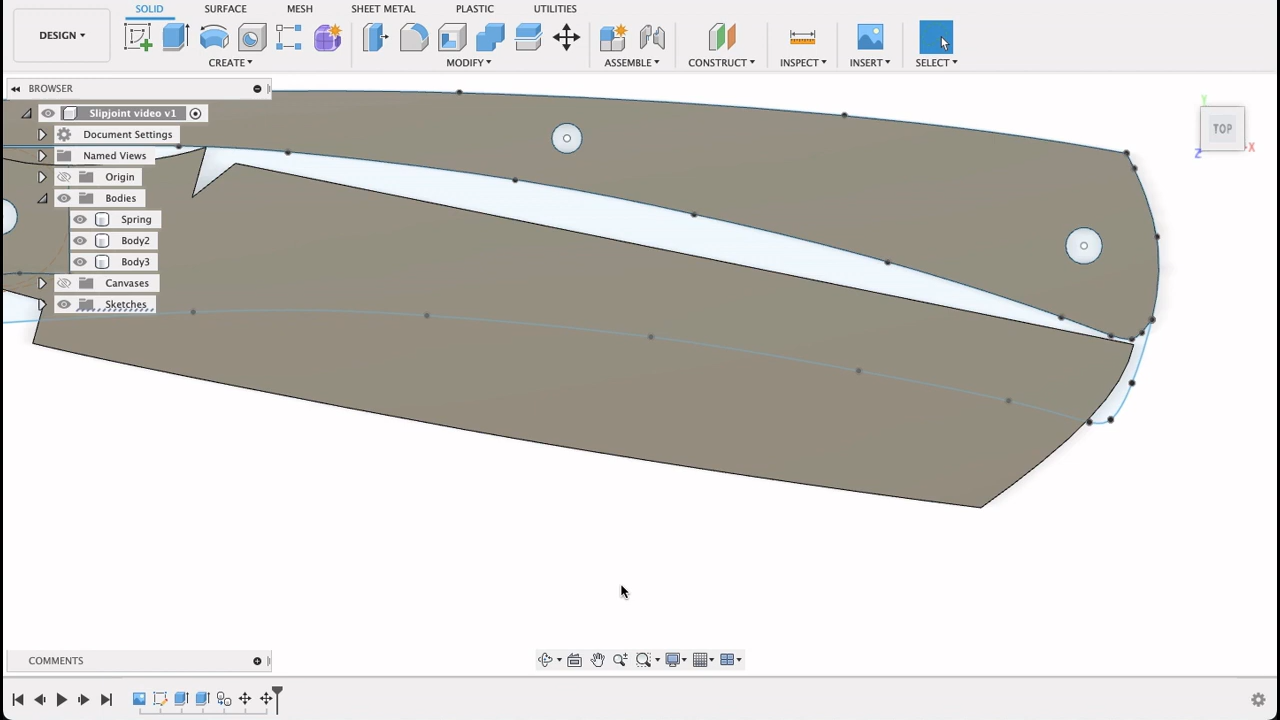 SOLID SURFACE MESH SHEET METAL PLASTIC UTILITIES
DESIGN
CREATE MODIFY ASSEMBLE CONSTRUCT INSPECT INSERT SELECT
BROWSER
Slipjoint video v1
Document Settings
Named Views
Origin
Bodies
Spring
Body2
Body3
Canvases
Sketches
Y
TOP
X
Z
COMMENTS